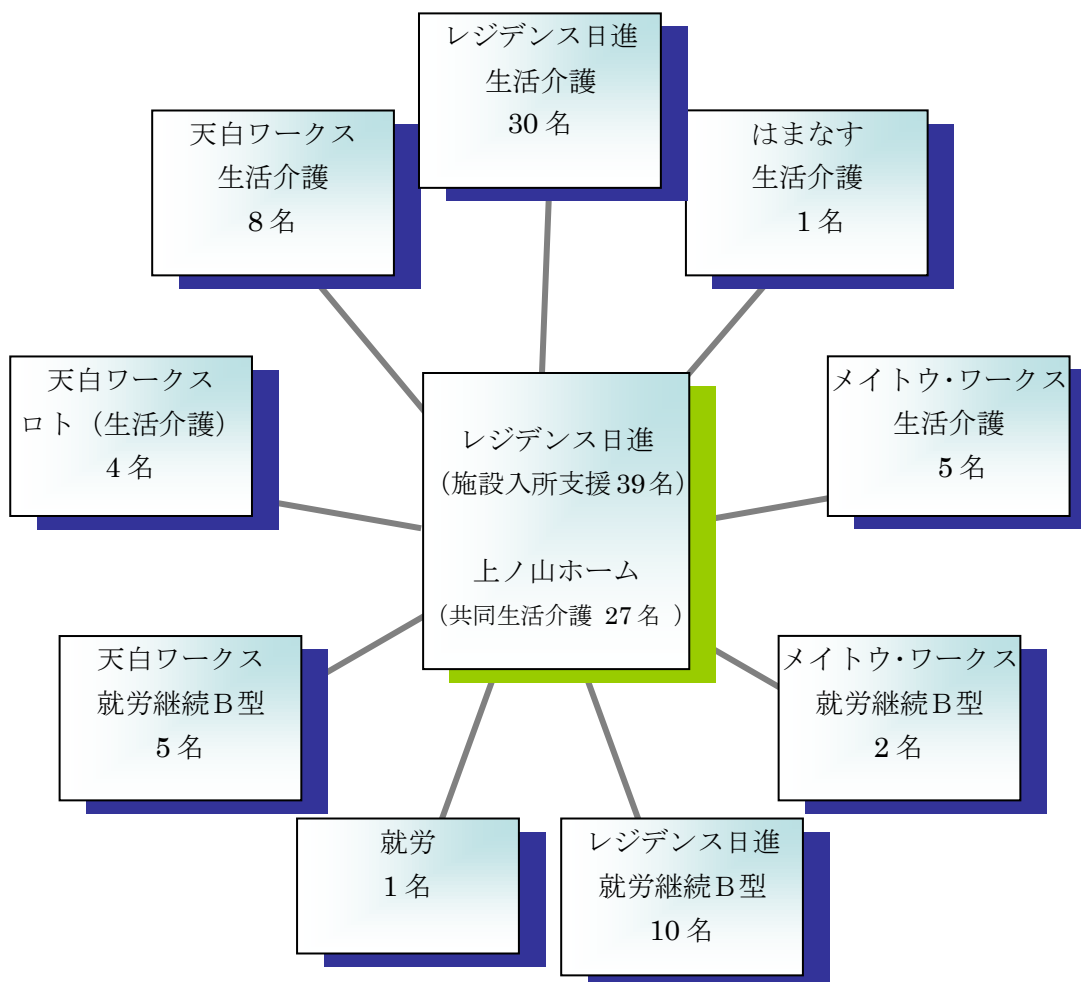 レジデンス日進
生活介護
30名
天白ワークス
生活介護
8名
はまなす
生活介護
1名
天白ワークス
ロト（生活介護）
4名
メイトウ・ワークス
生活介護
5名
レジデンス日進
（施設入所支援39名）
上ノ山ホーム
（共同生活介護 27名 ）
天白ワークス
就労継続Ｂ型
5名
メイトウ・ワークス
就労継続Ｂ型
2名
就労
1名
レジデンス日進
就労継続Ｂ型
10名